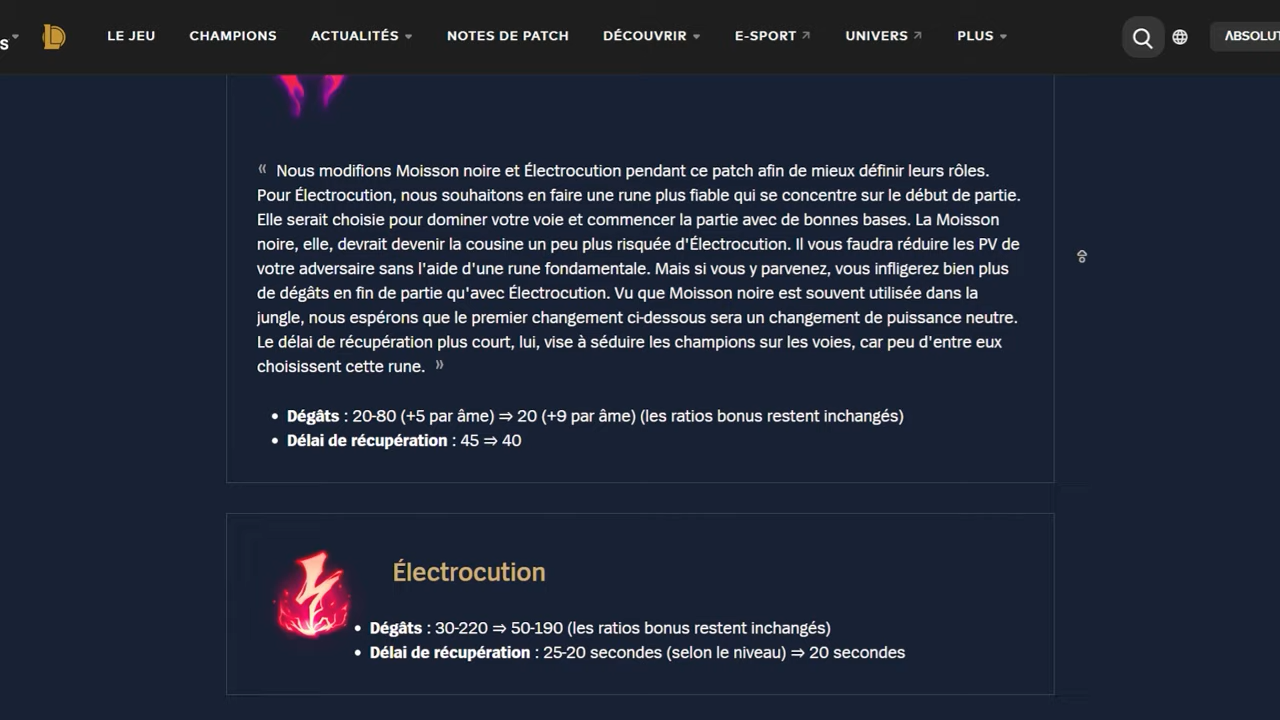 S
LE JEU
CHAMPIONS
ACTUALITÉS
NOTES DE PATCH
DÉCOUVRIR
E-SPORT
UNIVERS
PLUS
ABSOLUT
« Nous modifions Moisson noire et Électrocution pendant ce patch afin de mieux définir leurs rôles.
Pour Électrocution, nous souhaitons en faire une rune plus fiable qui se concentre sur le début de partie.
Elle serait choisie pour dominer votre voie et commencer la partie avec de bonnes bases. La Moisson
noire, elle, devrait devenir la cousine un peu plus risquée d'Électrocution. Il vous faudra réduire les PV de
votre adversaire sans l'aide d'une rune fondamentale. Mais si vous y parvenez, vous infligerez bien plus
de dégâts en fin de partie qu'avec Électrocution. Vu que Moisson noire est souvent utilisée dans la
jungle, nous espérons que le premier changement ci-dessous sera un changement de puissance neutre.
Le délai de récupération plus court, lui, vise à séduire les champions sur les voies, car peu d'entre eux
choisissent cette rune. »
• Dégâts : 20-80 (+5 par âme) ⇒ 20 (+9 par âme) (les ratios bonus restent inchangés)
• Délai de récupération : 45 ⇒ 40
Électrocution
• Dégâts : 30-220 ⇒ 50-190 (les ratios bonus restent inchangés)
• Délai de récupération : 25-20 secondes (selon le niveau) ⇒ 20 secondes